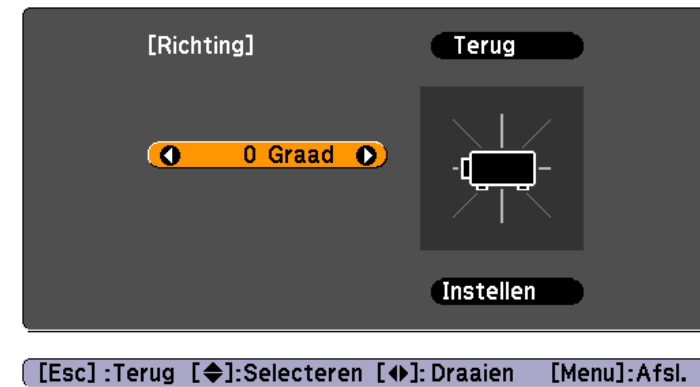 [Richting]
Terug
0 Graad
Instellen
[Esc] :Terug [◆]:Selecteren [◀▶]:Draaien [Menu]:Afsl.